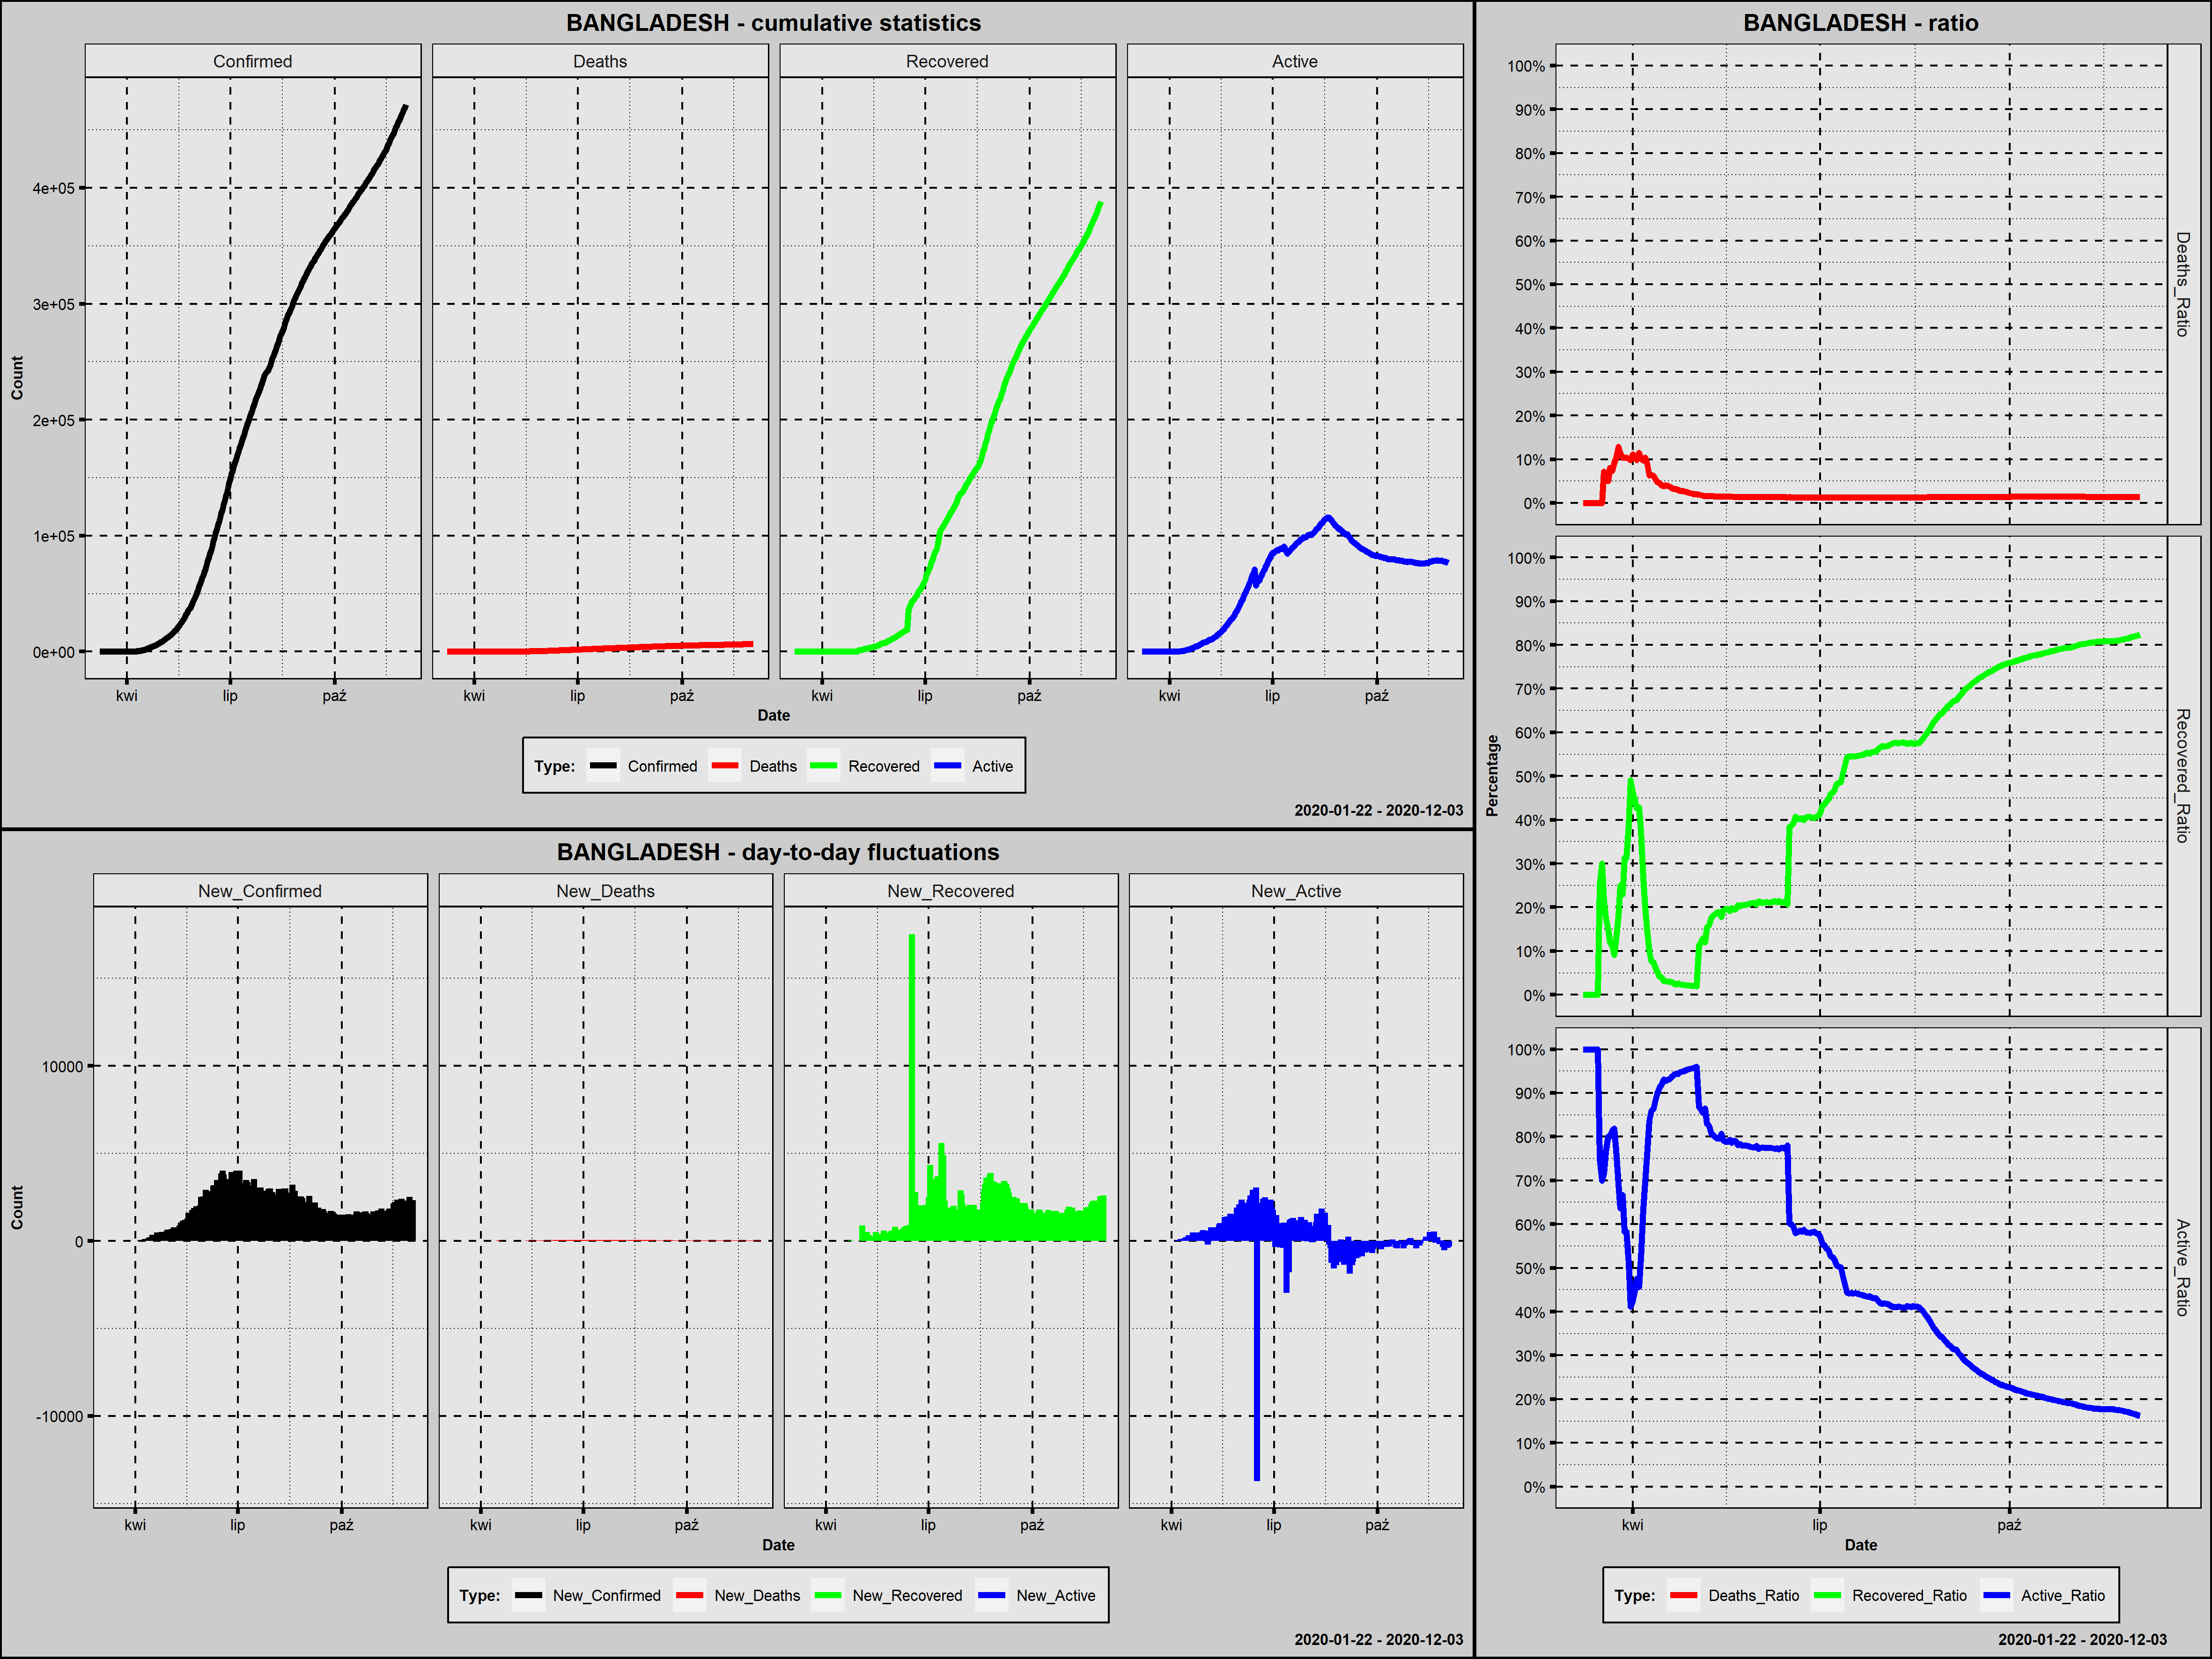 BANGLADESH - cumulative statistics
Confirmed Deaths Recovered Active
Count
4e+05
3e+05
2e+05
1e+05
0e+00
kwi lip paź kwi lip paź kwi lip paź kwi lip paź
Date
Type: Confirmed Deaths Recovered Active
2020-01-22 - 2020-12-03
BANGLADESH - day-to-day fluctuations
New_Confirmed New_Deaths New_Recovered New_Active
Count
10000
0
-10000
kwi lip paź kwi lip paź kwi lip paź kwi lip paź
Date
Type: New_Confirmed New_Deaths New_Recovered New_Active
2020-01-22 - 2020-12-03
BANGLADESH - ratio
Percentage
100%
90%
80%
70%
60%
50%
40%
30%
20%
10%
0%
Deaths_Ratio
100%
90%
80%
70%
60%
50%
40%
30%
20%
10%
0%
Recovered_Ratio
100%
90%
80%
70%
60%
50%
40%
30%
20%
10%
0%
Active_Ratio
kwi lip paź
Date
Type: Deaths_Ratio Recovered_Ratio Active_Ratio
2020-01-22 - 2020-12-03